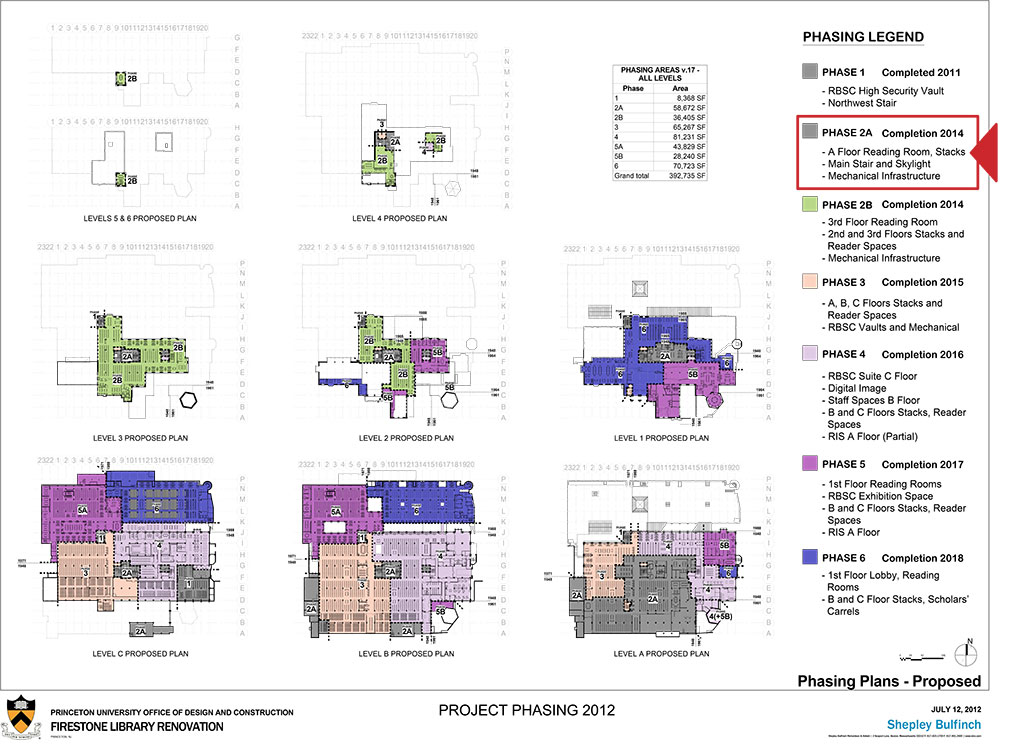 PHASING LEGEND
PHASE 1 Completed 2011
- RBSC High Security Vault
- Northwest Stair
PHASE 2A Completion 2014
- A Floor Reading Room, Stacks
- Main Stair and Skylight
- Mechanical Infrastructure
PHASE 2B Completion 2014
- 3rd Floor Reading Room
- 2nd and 3rd Floors Stacks and
Reader Spaces
- Mechanical Infrastructure
PHASE 3 Completion 2015
- A, B, C Floors Stacks and
Reader Spaces
- RBSC Vaults and Mechanical
PHASE 4 Completion 2016
- RBSC Suite C Floor
- Digital Image
- Staff Spaces B Floor
- B and C Floors Stacks, Reader
Spaces
- RIS A Floor (Partial)
PHASE 5 Completion 2017
- 1st Floor Reading Rooms
- RBSC Exhibition Space
- B and C Floors Stacks, Reader
Spaces
- RIS A Floor
PHASE 6 Completion 2018
- 1st Floor Lobby, Reading
Rooms
- B and C Floor Stacks, Scholars'
Carrels
PHASING AREAS v.17 -
ALL LEVELS
Phase Area
1 8,368 SF
2A 58,672 SF
2B 36,405 SF
3 65,267 SF
4 81,231 SF
5A 43,829 SF
5B 28,240 SF
6 70,723 SF
Grand total 392,735 SF
2B
2B
LEVELS 5 & 6 PROPOSED PLAN
3
2A
2B
4
2B
LEVEL 4 PROPOSED PLAN
1
2A
2B
2B
LEVEL 3 PROPOSED PLAN
1
2B
2A
5B
2B
6
5B
5B
LEVEL 2 PROPOSED PLAN
1
6
2A
6
5B
6
LEVEL 1 PROPOSED PLAN
5A
6
1
4
3
2A
1
2A
LEVEL C PROPOSED PLAN
5A
6
1
4
3
2A
2A
5B
2A
LEVEL B PROPOSED PLAN
1
4
5B
3
6
2A
2A
4
4(+5B)
LEVEL A PROPOSED PLAN
N
Phasing Plans - Proposed
PRINCETON UNIVERSITY OFFICE OF DESIGN AND CONSTRUCTION
FIRESTONE LIBRARY RENOVATION
PRINCETON, NJ
PROJECT PHASING 2012
JULY 12, 2012
Shepley Bulfinch